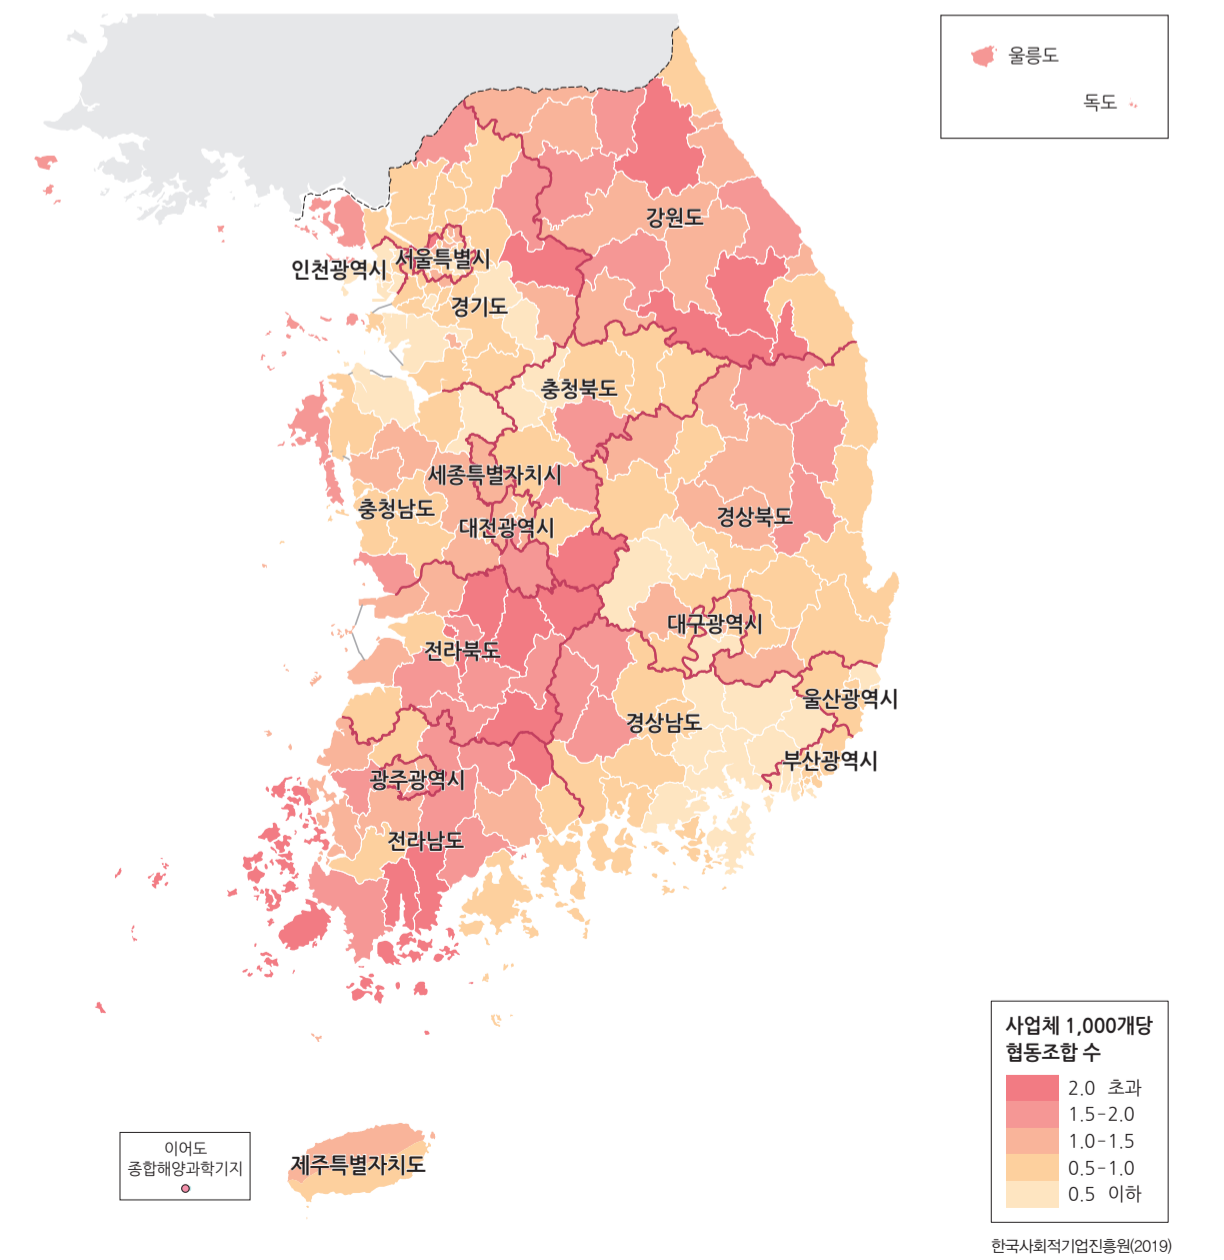 울릉도
독도
강원도
인천광역시
서울특별시
경기도
충청북도
세종특별자치시
충청남도
대전광역시
경상북도
대구광역시
전라북도
울산광역시
경상남도
부산광역시
광주광역시
전라남도
제주특별자치도
이어도
종합해양과학기지
사업체 1,000개당
협동조합 수
2.0 초과
1.5-2.0
1.0-1.5
0.5-1.0
0.5 이하
한국사회적기업진흥원(2019)